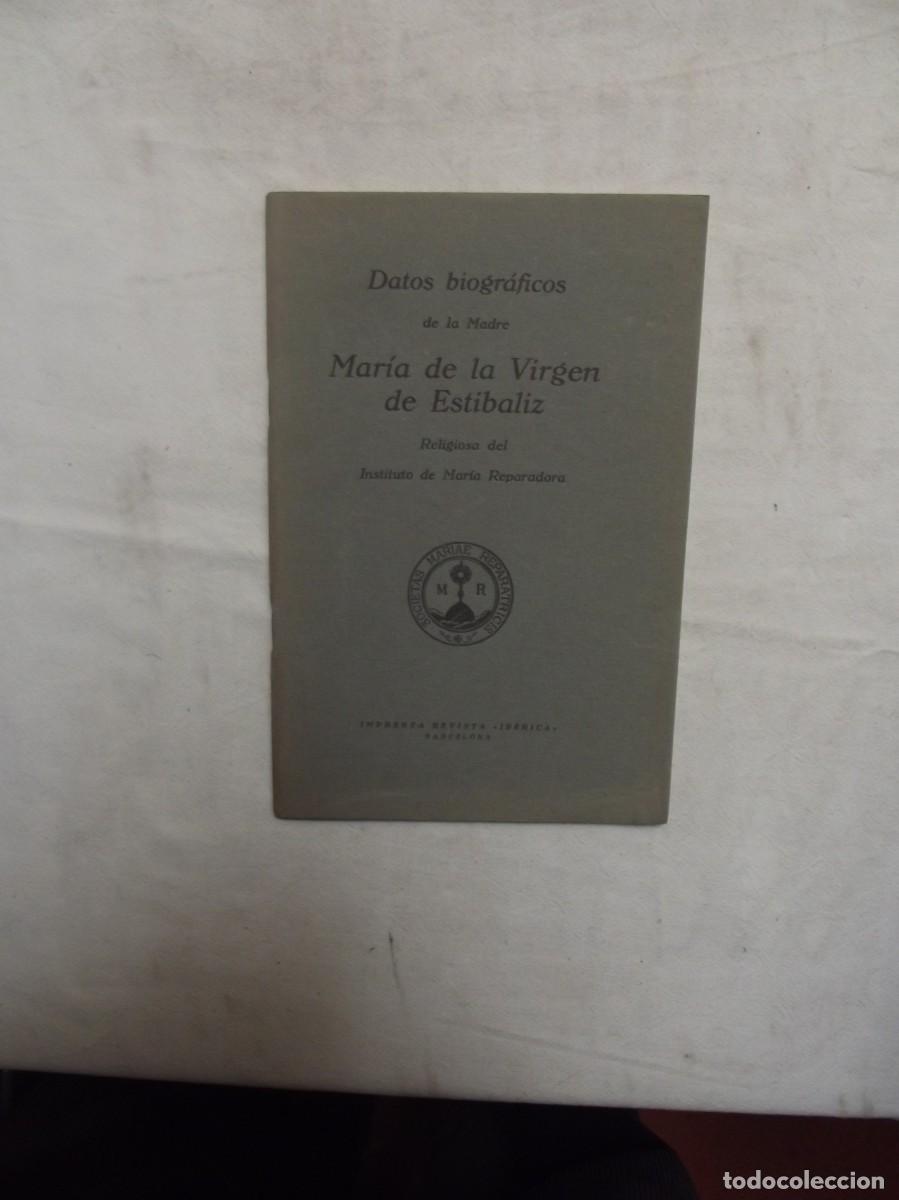 Datos biográficos
de la Madre
María de la Virgen
de Estibaliz
Religiosa del
Instituto de María Reparadora
SOCIETAS MARIAE REPARATRICIS
M R
IMPRENTA REVISTA «IBÉRICA»
BARCELONA
todocoleccion